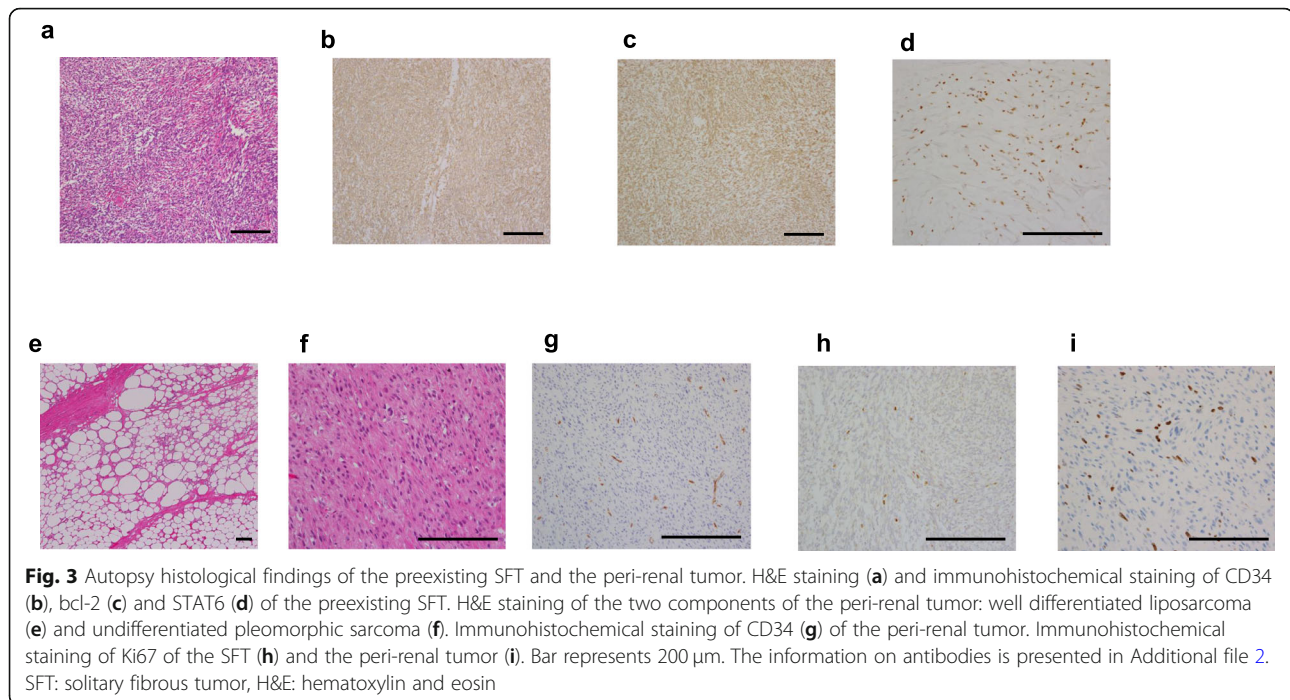 a
b
c
d
e
f
g
h
i
Fig. 3 Autopsy histological findings of the preexisting SFT and the peri-renal tumor. H&E staining (a) and immunohistochemical staining of CD34
(b), bcl-2 (c) and STAT6 (d) of the preexisting SFT. H&E staining of the two components of the peri-renal tumor: well differentiated liposarcoma
(e) and undifferentiated pleomorphic sarcoma (f). Immunohistochemical staining of CD34 (g) of the peri-renal tumor. Immunohistochemical
staining of Ki67 of the SFT (h) and the peri-renal tumor (i). Bar represents 200 μm. The information on antibodies is presented in Additional file 2.
SFT: solitary fibrous tumor, H&E: hematoxylin and eosin